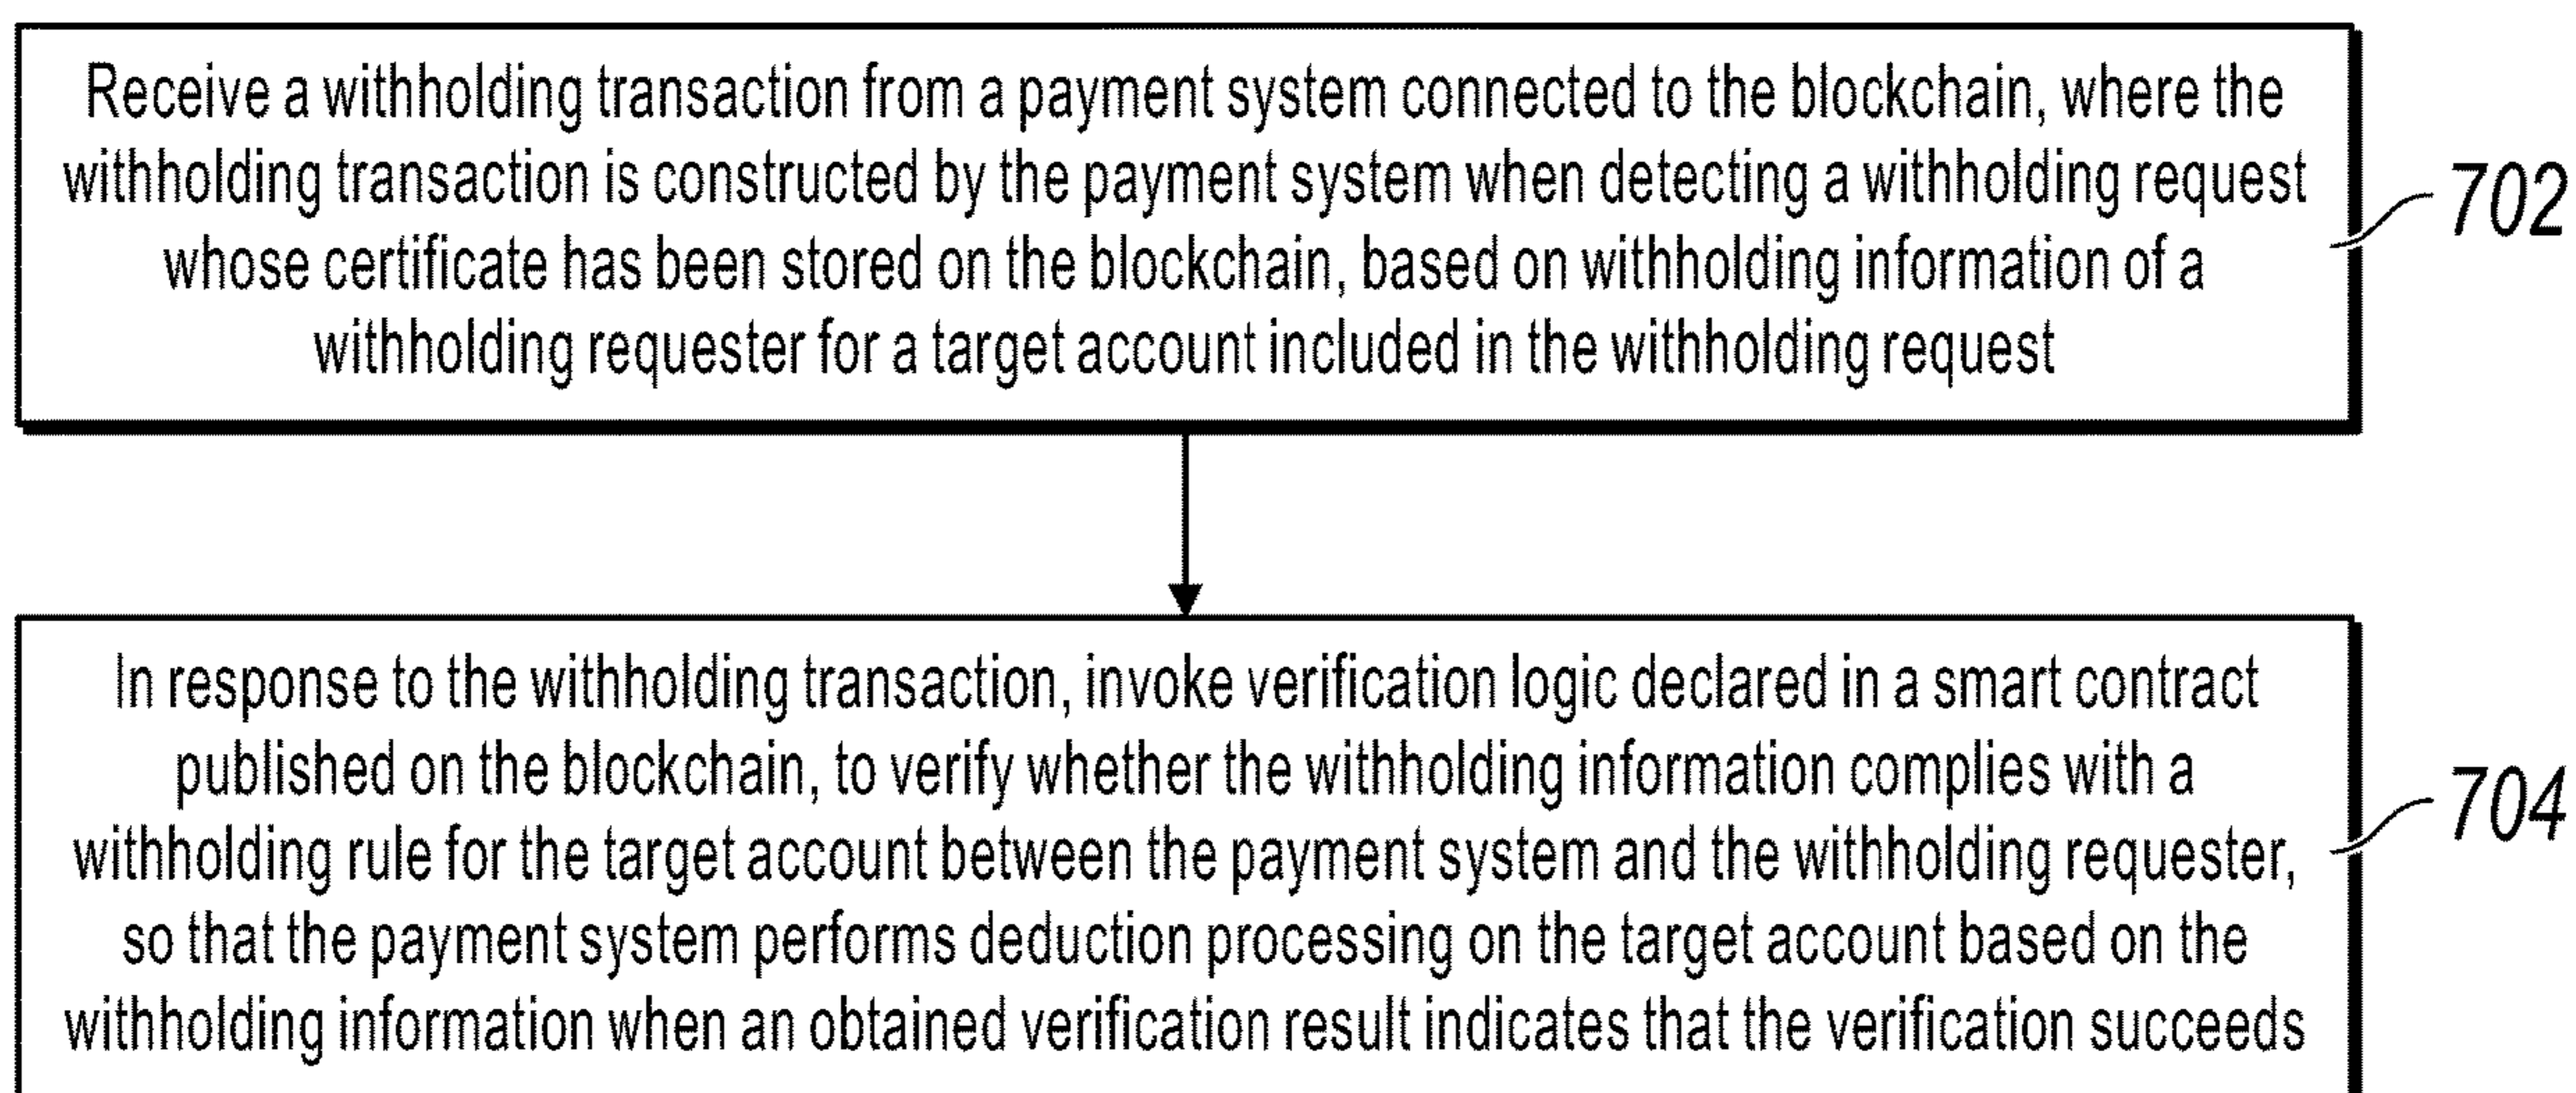 Receive a withholding transaction from a payment system connected to the blockchain, where the
withholding transaction is constructed by the payment system when detecting a withholding request
whose certificate has been stored on the blockchain, based on withholding information of a
withholding requester for a target account included in the withholding request
702
In response to the withholding transaction, invoke verification logic declared in a smart contract
published on the blockchain, to verify whether the withholding information complies with a
withholding rule for the target account between the payment system and the withholding requester,
so that the payment system performs deduction processing on the target account based on the
withholding information when an obtained verification result indicates that the verification succeeds
704